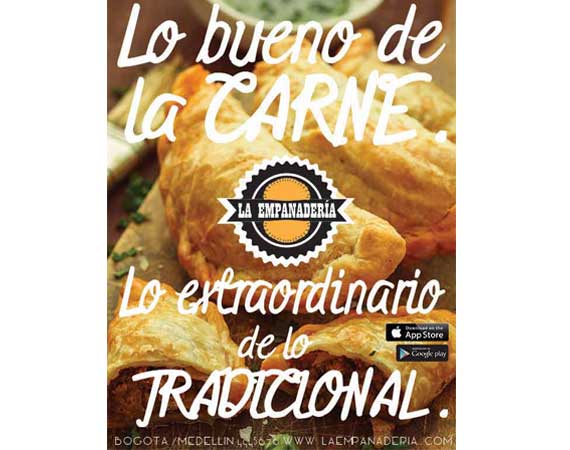 Lo bueno de
la CARNE.
LA EMPANADERÍA
Lo extraordinario
de lo
TRADICIONAL.
Download on the
App Store
Google play
BOGOTA /MEDELLIN WWW LAEMPANADERIA.COM